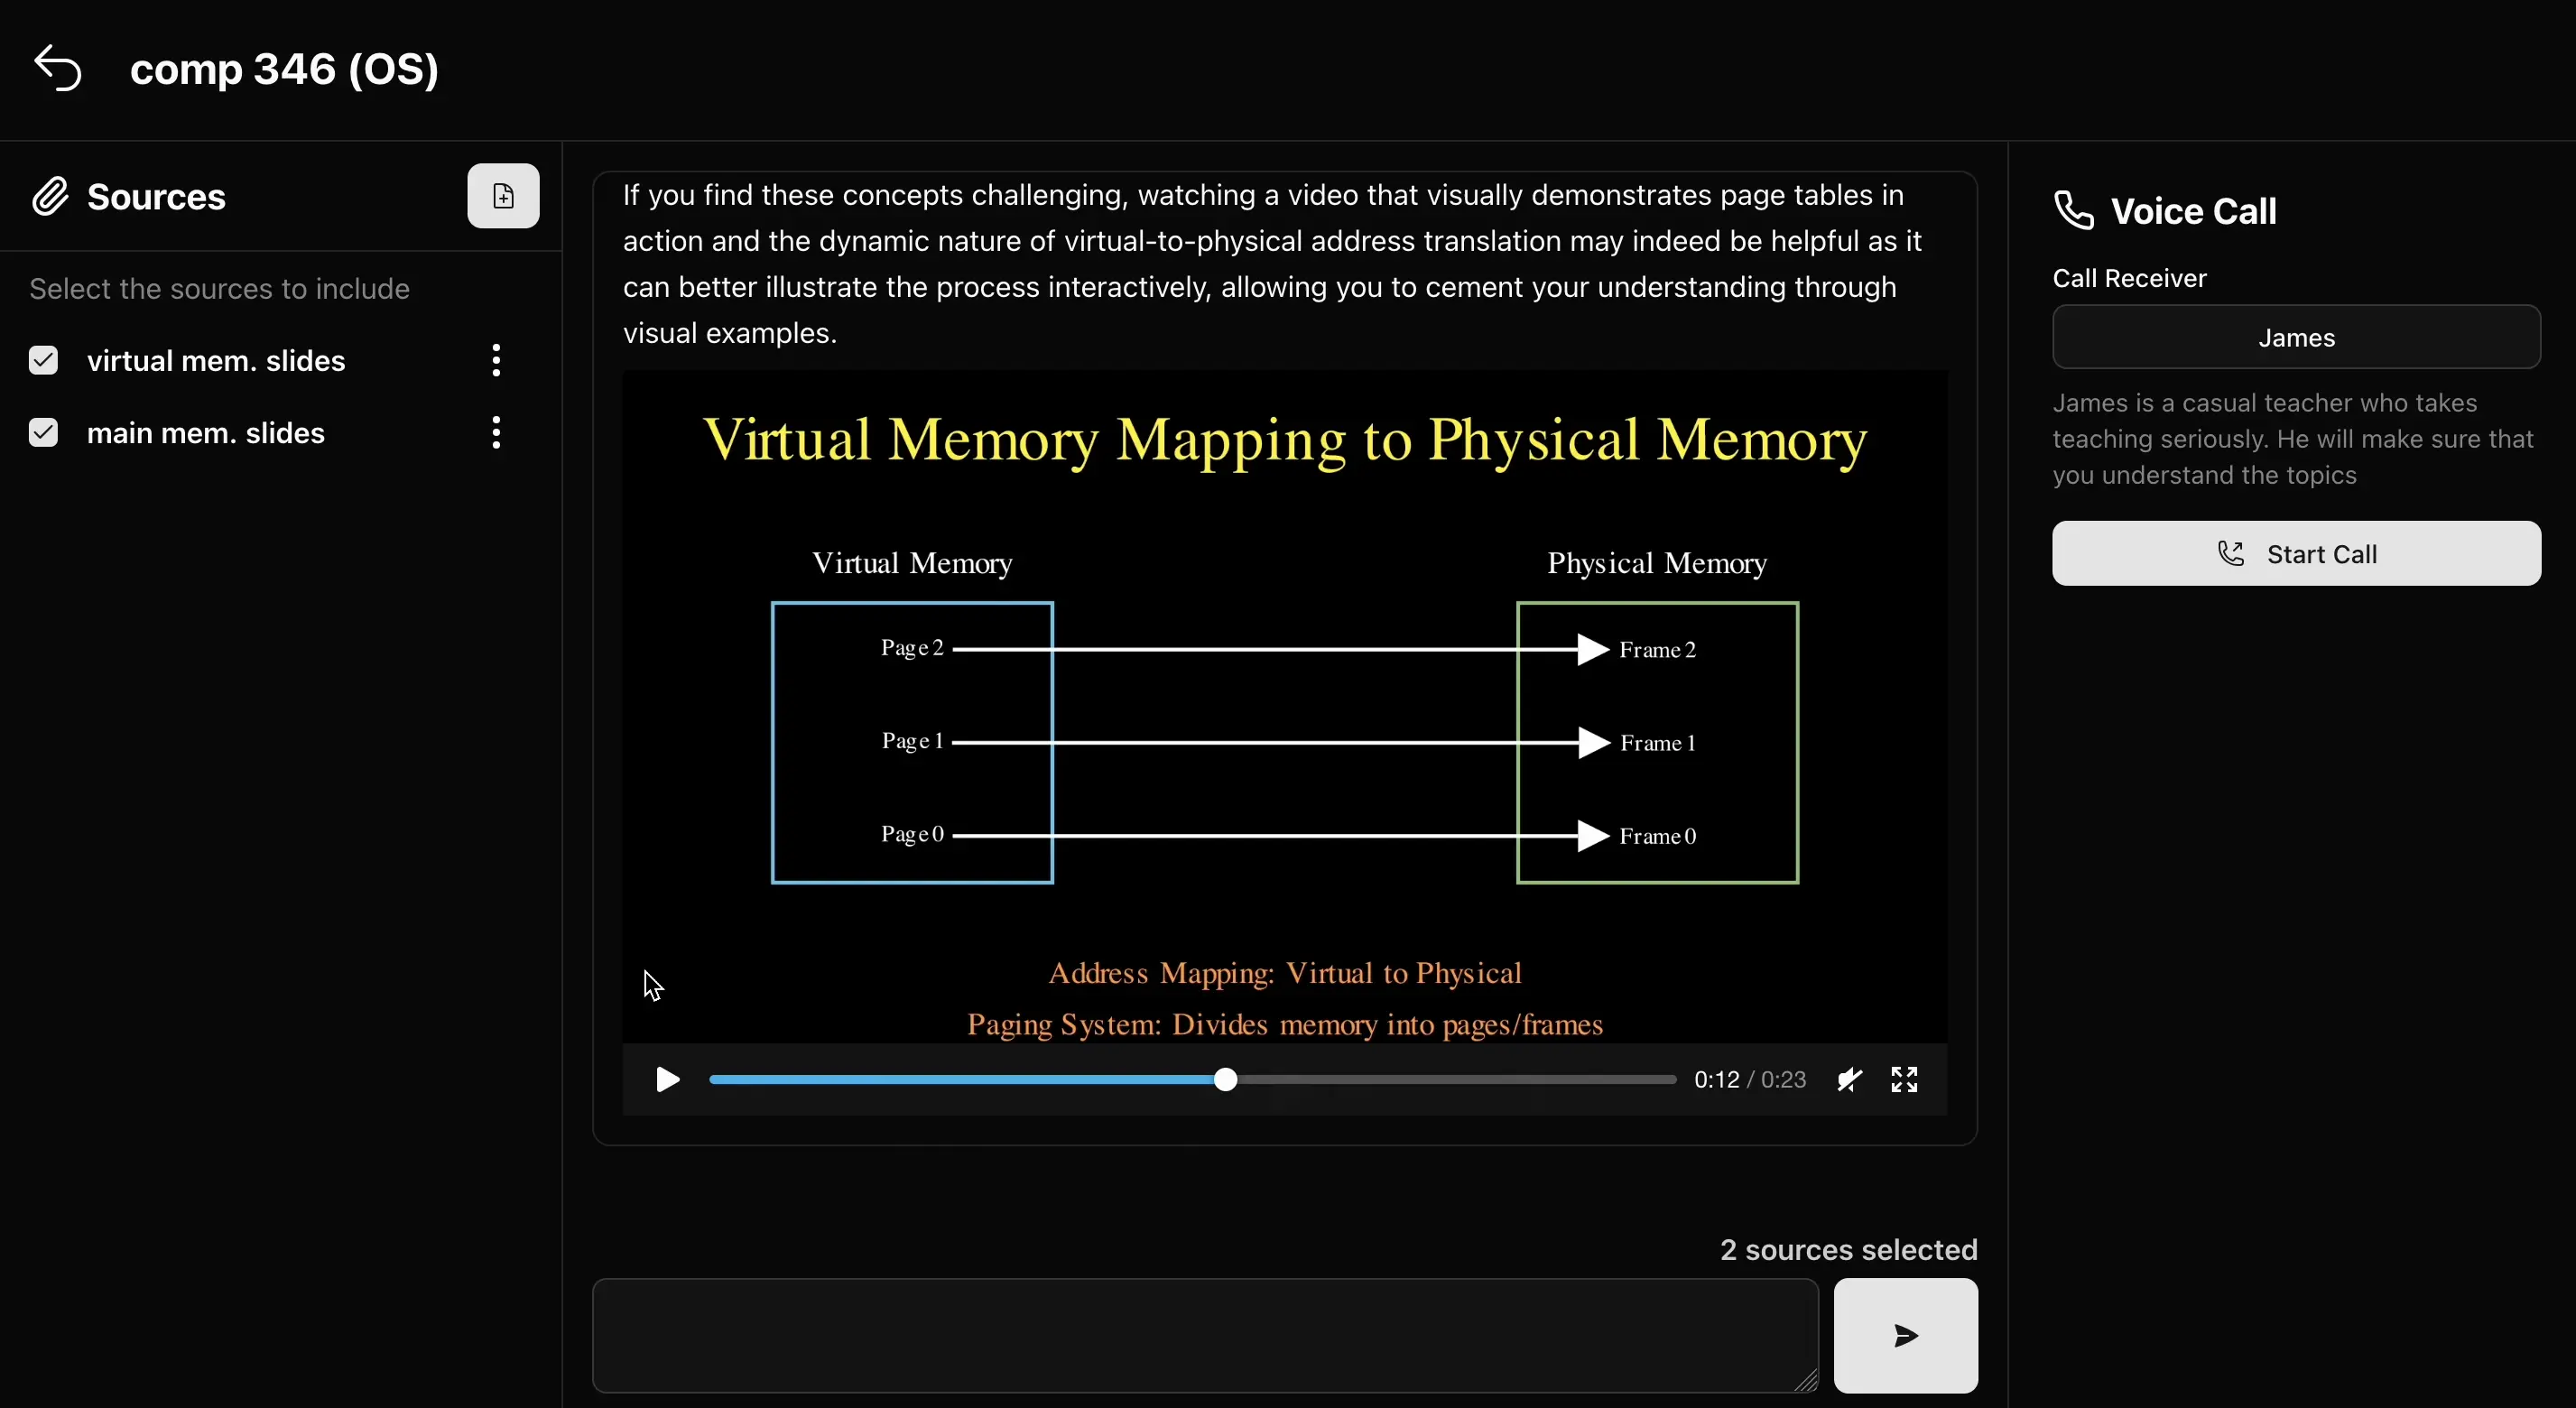 comp 346 (OS)
Sources
Select the sources to include
virtual mem. slides
main mem. slides
If you find these concepts challenging, watching a video that visually demonstrates page tables in
action and the dynamic nature of virtual-to-physical address translation may indeed be helpful as it
can better illustrate the process interactively, allowing you to cement your understanding through
visual examples.
Virtual Memory Mapping to Physical Memory
Virtual Memory
Physical Memory
Page 2
Frame 2
Page 1
Frame 1
Page 0
Frame 0
Address Mapping: Virtual to Physical
Paging System: Divides memory into pages/frames
0:12 / 0:23
2 sources selected
Voice Call
Call Receiver
James
James is a casual teacher who takes
teaching seriously. He will make sure that
you understand the topics
Start Call